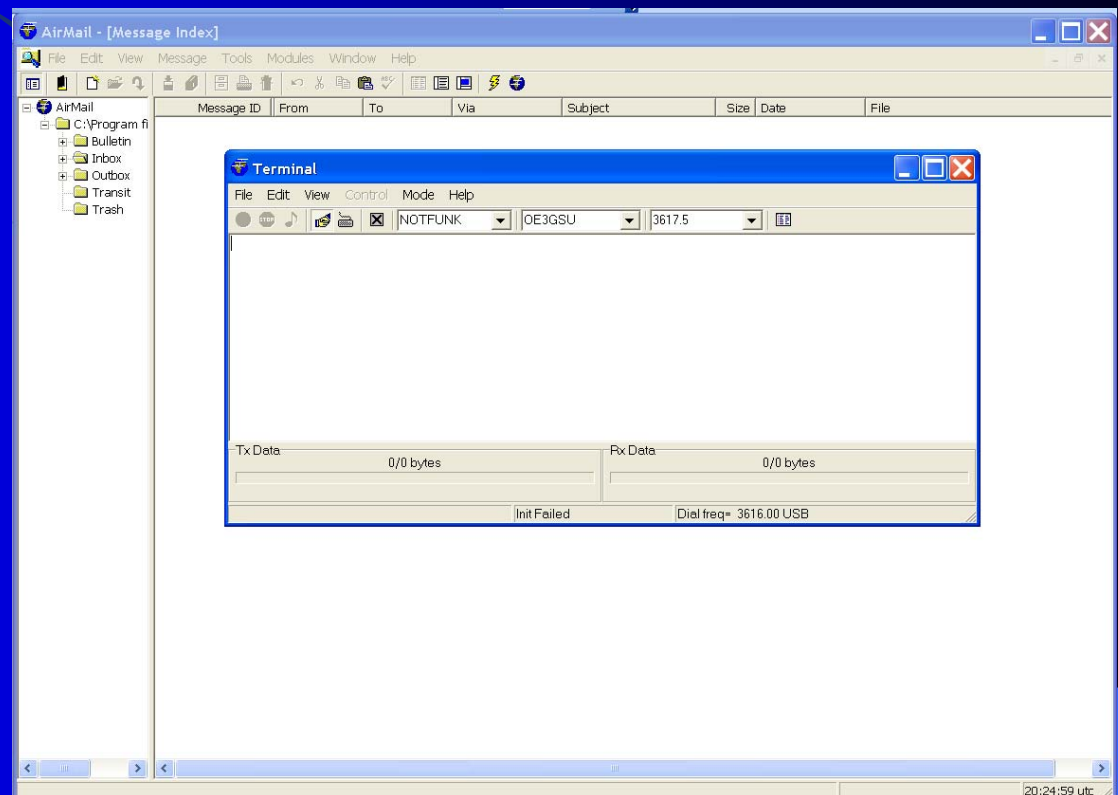 AirMail - [Message Index]
File Edit View Message Tools Modules Window Help
AirMail
C:\Program fi
Bulletin
Inbox
Outbox
Transit
Trash
Message ID From To Via Subject Size Date File
Terminal
File Edit View Control Mode Help
STOP NOTFUNK OE3GSU 3617.5
Tx Data Rx Data
0/0 bytes 0/0 bytes
Init Failed Dial freq= 3616.00 USB
20:24:59 utc